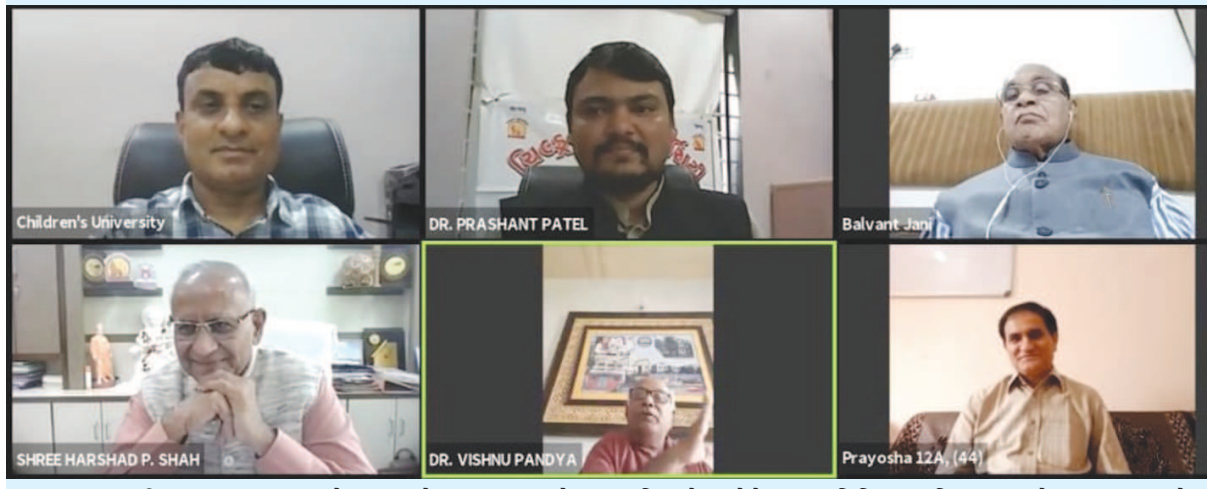 Children's University
DR. PRASHANT PATEL
Balvant Jani
SHREE HARSHAD P. SHAH
DR. VISHNU PANDYA
Prayosha 12A, (44)